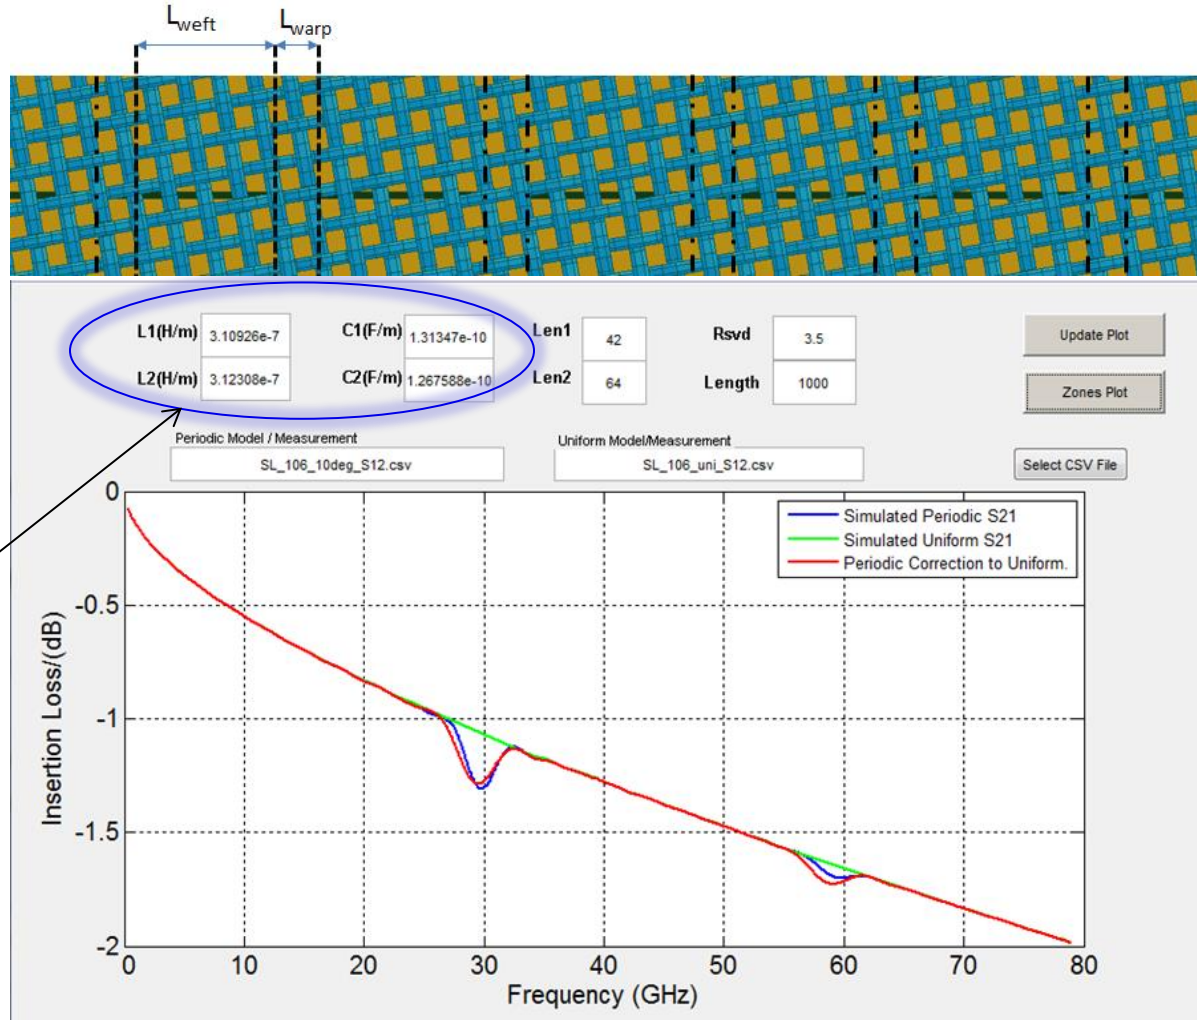 Lweft Lwarp
L1(H/m) 3.10926e-7 C1(F/m) 1.31347e-10 Len1 42 Rsvd 3.5 Update Plot
L2(H/m) 3.12308e-7 C2(F/m) 1.267588e-10 Len2 64 Length 1000 Zones Plot
Periodic Model / Measurement Uniform Model/Measurement
SL_106_10deg_S12.csv SL_106_uni_S12.csv Select CSV File
Simulated Periodic S21
Simulated Uniform S21
Periodic Correction to Uniform.
Insertion Loss/(dB)
0
-0.5
-1
-1.5
-2
0 10 20 30 40 50 60 70 80
Frequency (GHz)